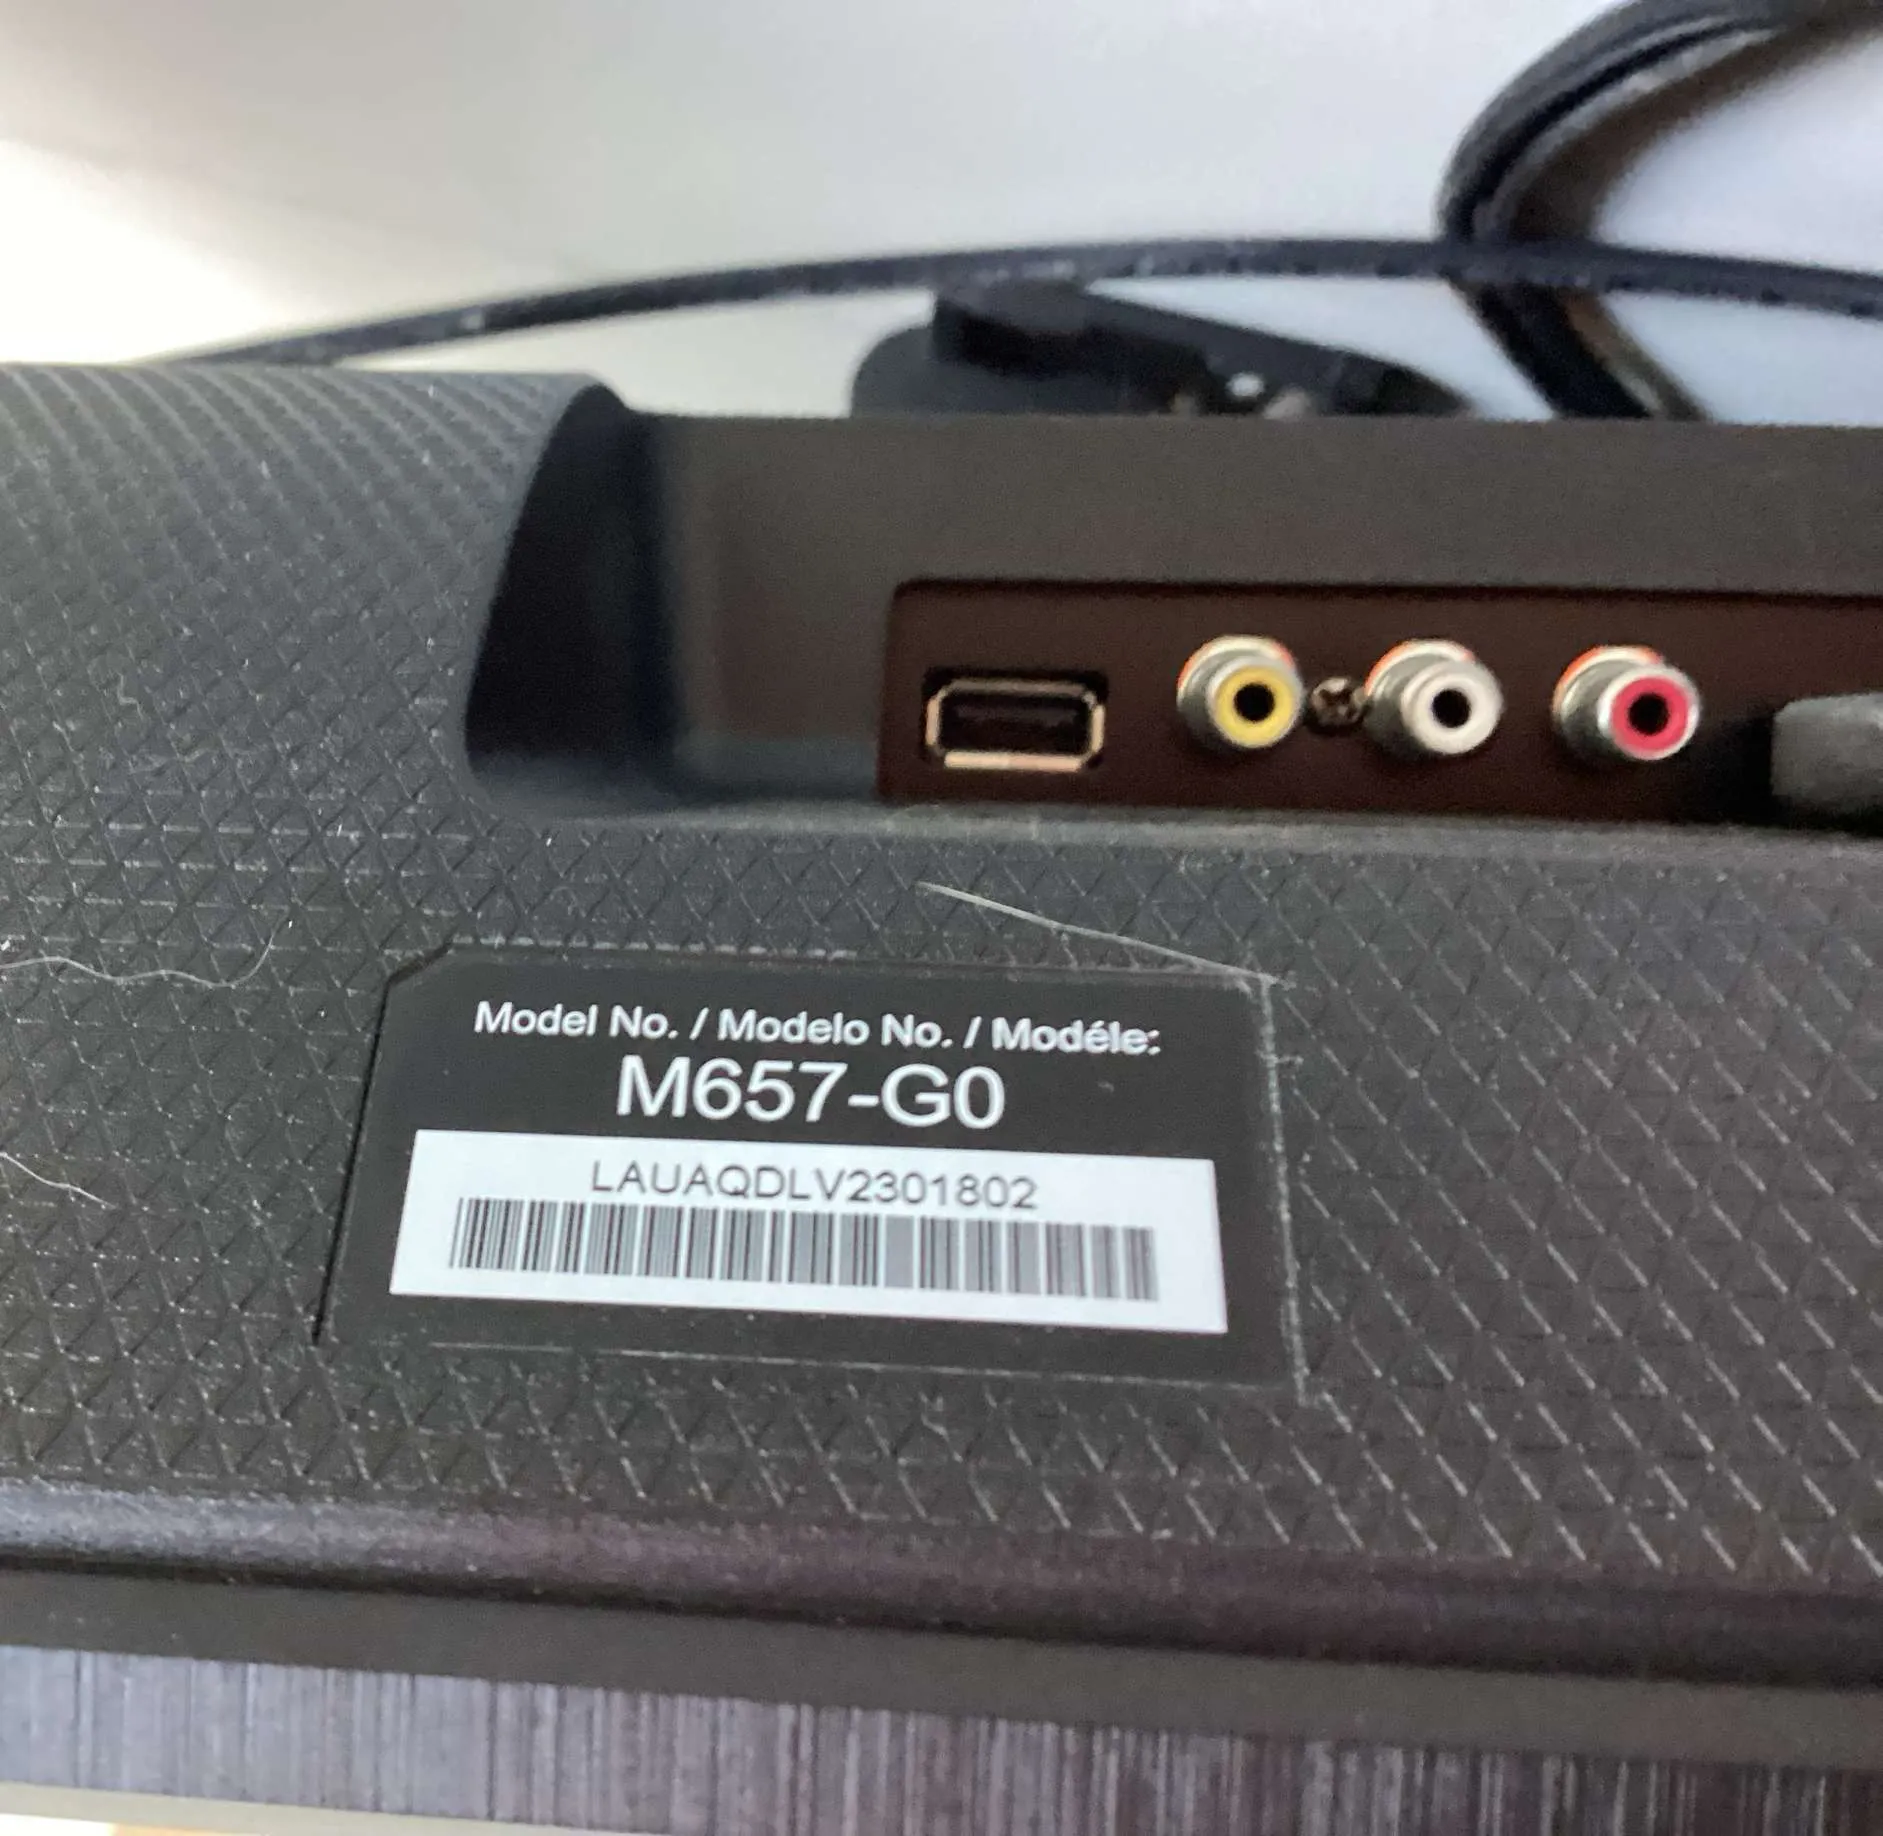 Model No. / Modelo No. / Modéle:
M657-G0
LAUAQDLV2301802